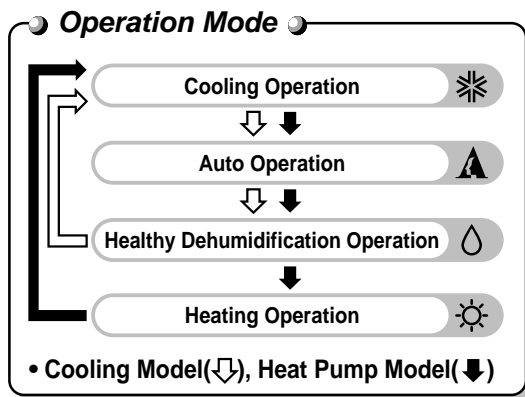 Operation Mode
Cooling Operation
Auto Operation
Healthy Dehumidification Operation
Heating Operation
• Cooling Model(⇩), Heat Pump Model(⬇)